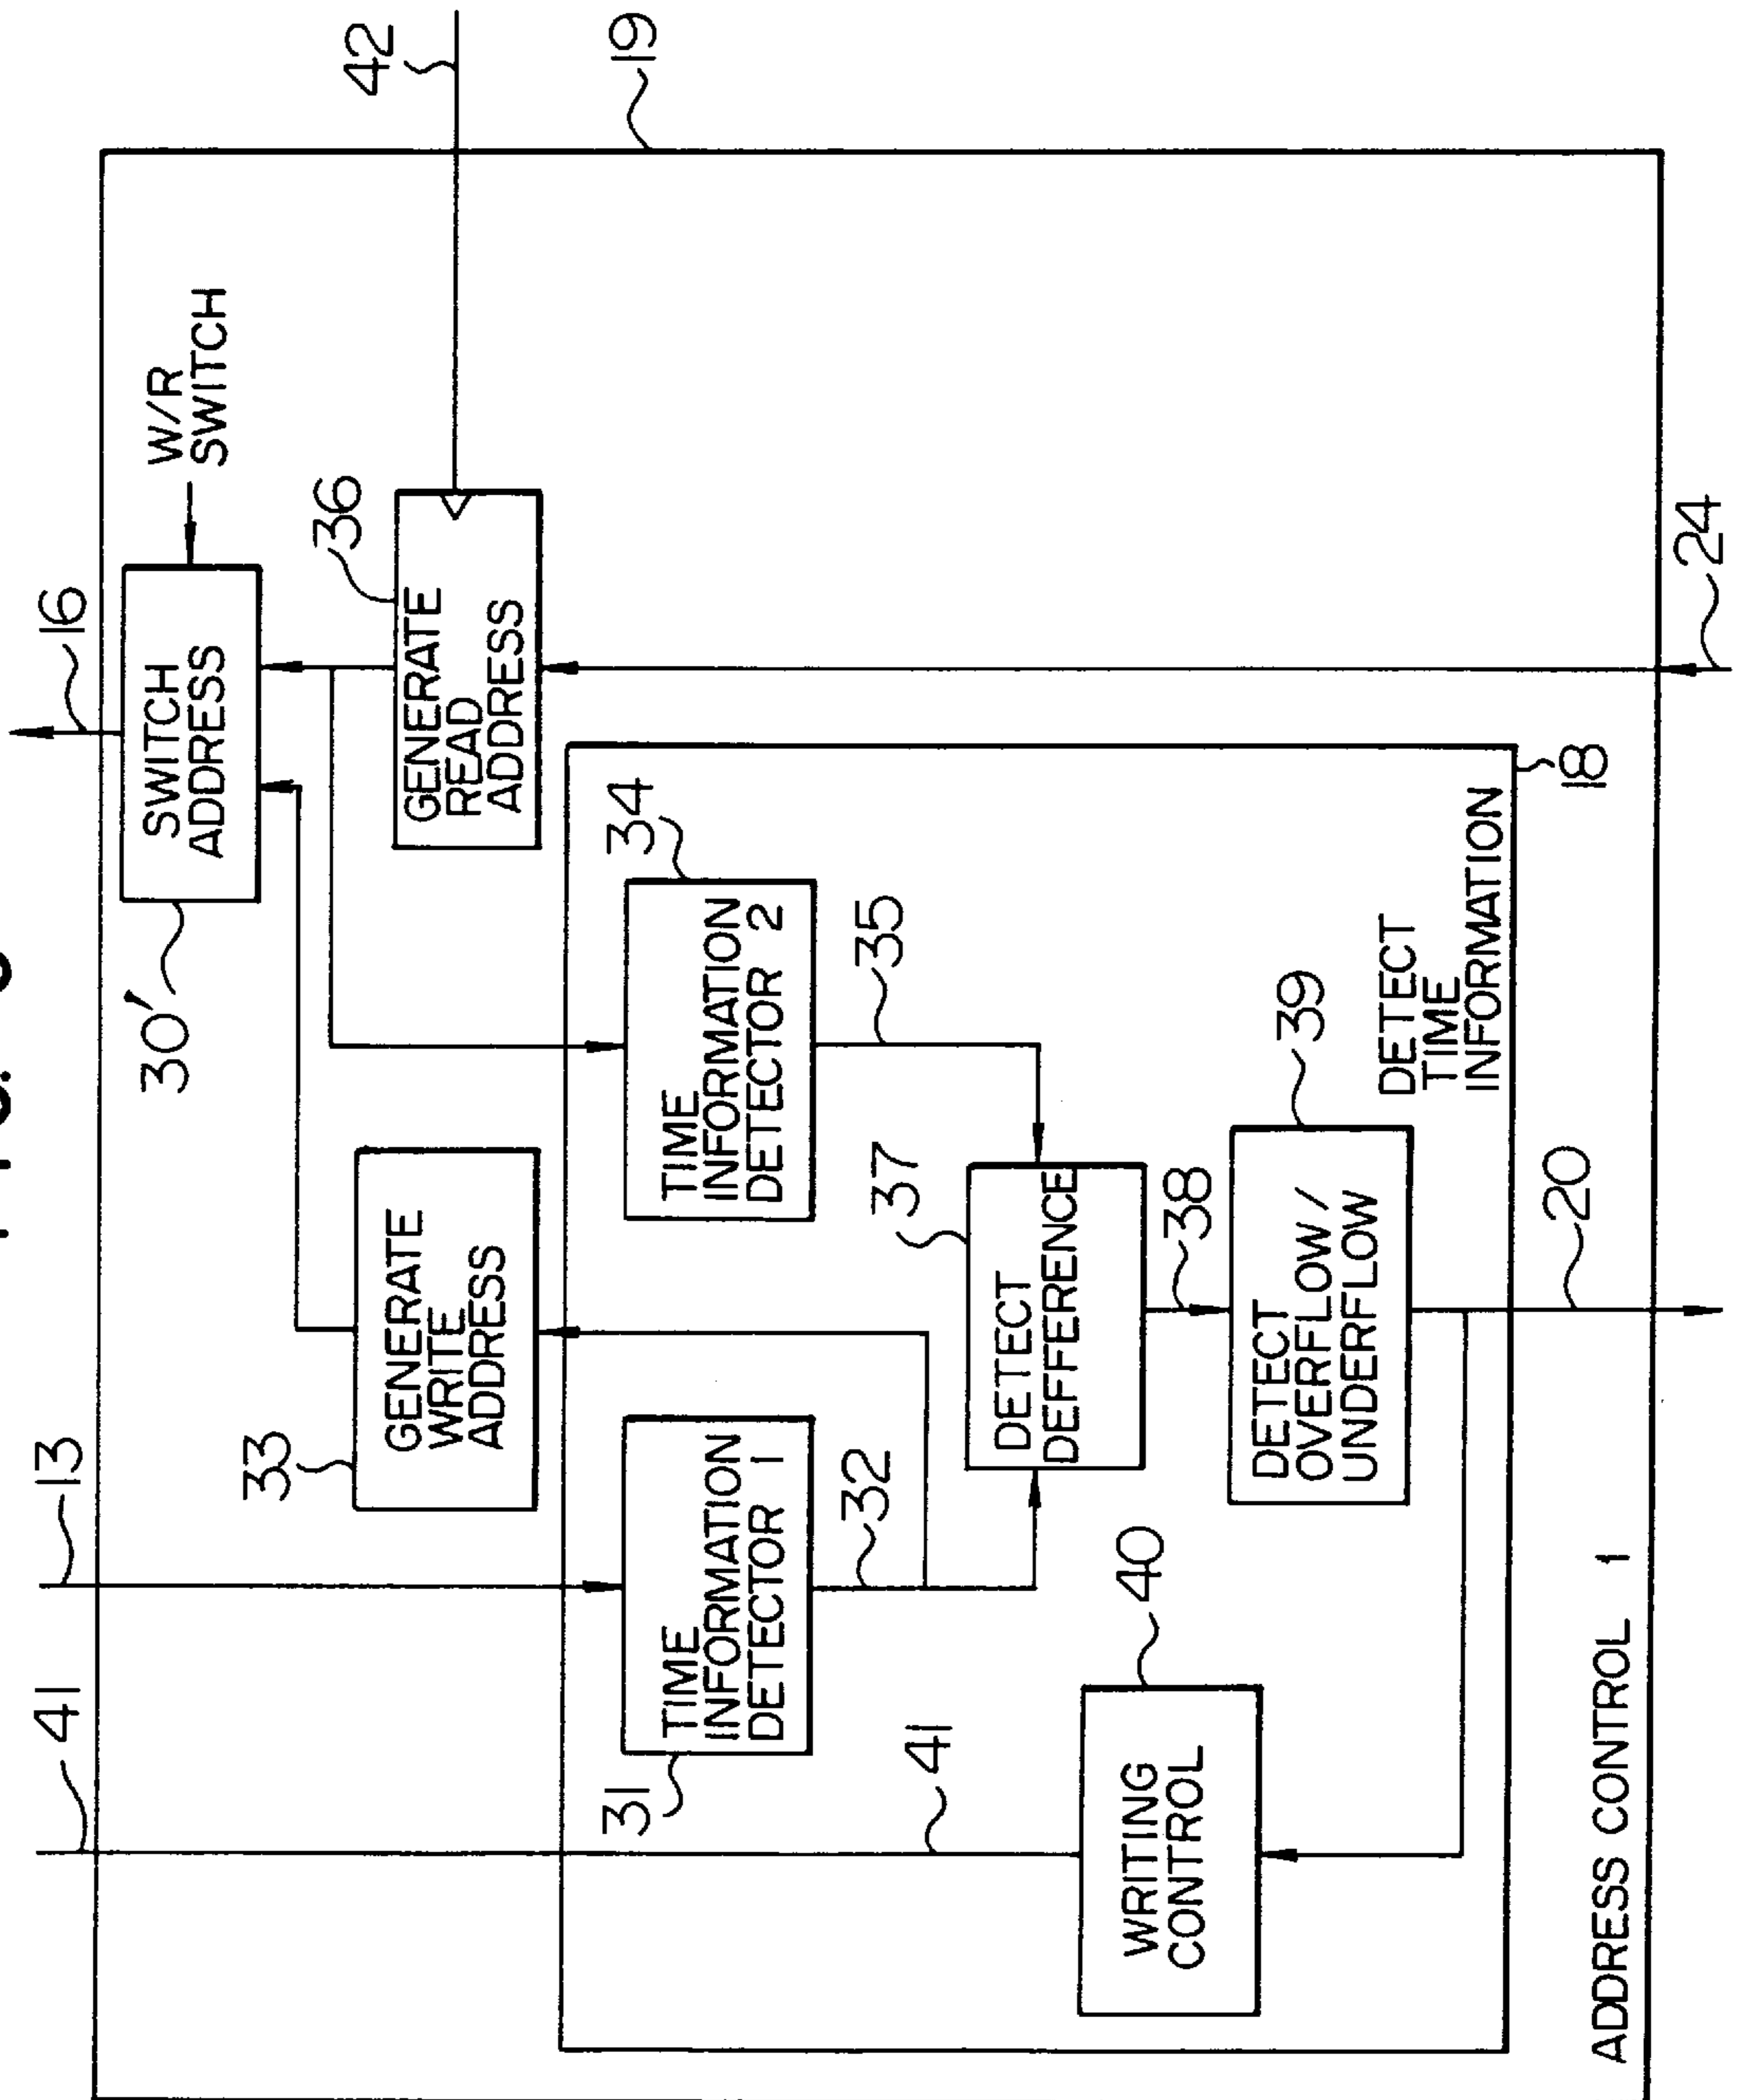 41
13
16
30'
SWITCH
ADDRESS
W/R
SWITCH
42
33
GENERATE
WRITE
ADDRESS
36
GENERATE
READ
ADDRESS
19
31
TIME
INFORMATION
DETECTOR 1
34
TIME
INFORMATION
DETECTOR 2
41
32
35
37
DETECT
DEFFERENCE
40
WRITING
CONTROL
38
39
DETECT
OVERFLOW /
UNDERFLOW
DETECT
TIME
INFORMATION
20
18
ADDRESS CONTROL 1
24